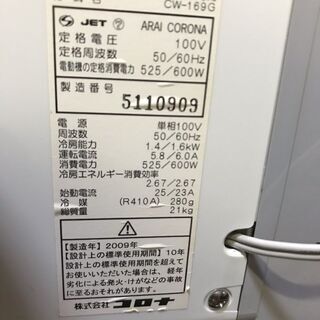 CW-169G
JET ARAI CORONA
定格電圧 100V
定格周波数 50/60Hz
電動機の定格消費電力 525/600W
製造番号
5110909
電源 単相100V
周波数 50/60Hz
冷房能力 1.4/1.6kW
運転電流 5.8/6.0A
消費電力 525/600W
冷房エネルギー消費効率
2.67/2.67
始動電流 25/23A
冷媒 (R410A) 280g
総質量 21kg
【製造年】2009年
【設計上の標準使用期間】10年
設計上の標準使用期間を超えて
お使いいただいた場合は、経年
劣化による発火・けがなどの事故
に至るおそれがあります。
株式会社 コロナ